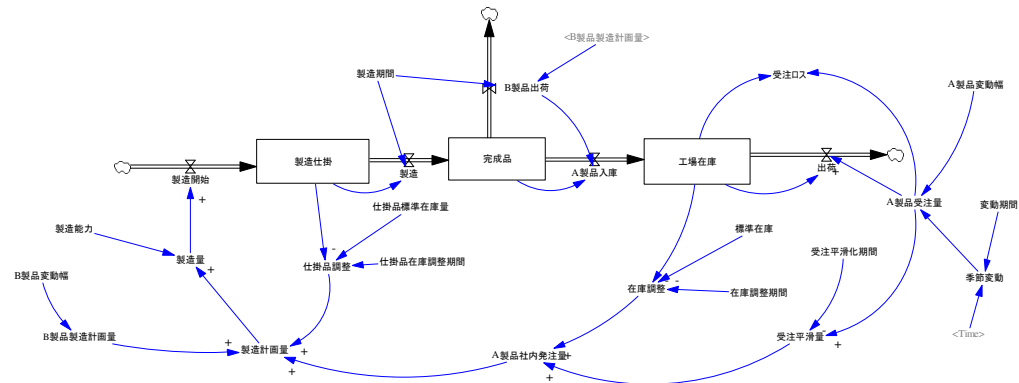 <B製品製造計画量>
製造期間
B製品出荷
受注ロス
A製品変動幅
製造仕掛
完成品
工場在庫
製造開始
製造
A製品入庫
出荷
+
+
A製品受注量
仕掛品標準在庫量
変動期間
製造能力
標準在庫
-
製造量
+
仕掛品調整
仕掛品在庫調整期間
受注平滑化期間
B製品変動幅
季節変動
- -
在庫調整
在庫調整期間
<Time>
B製品製造計画量
+
+
製造計画量
+
+
A製品社内発注量
+
+
受注平滑量
-
+